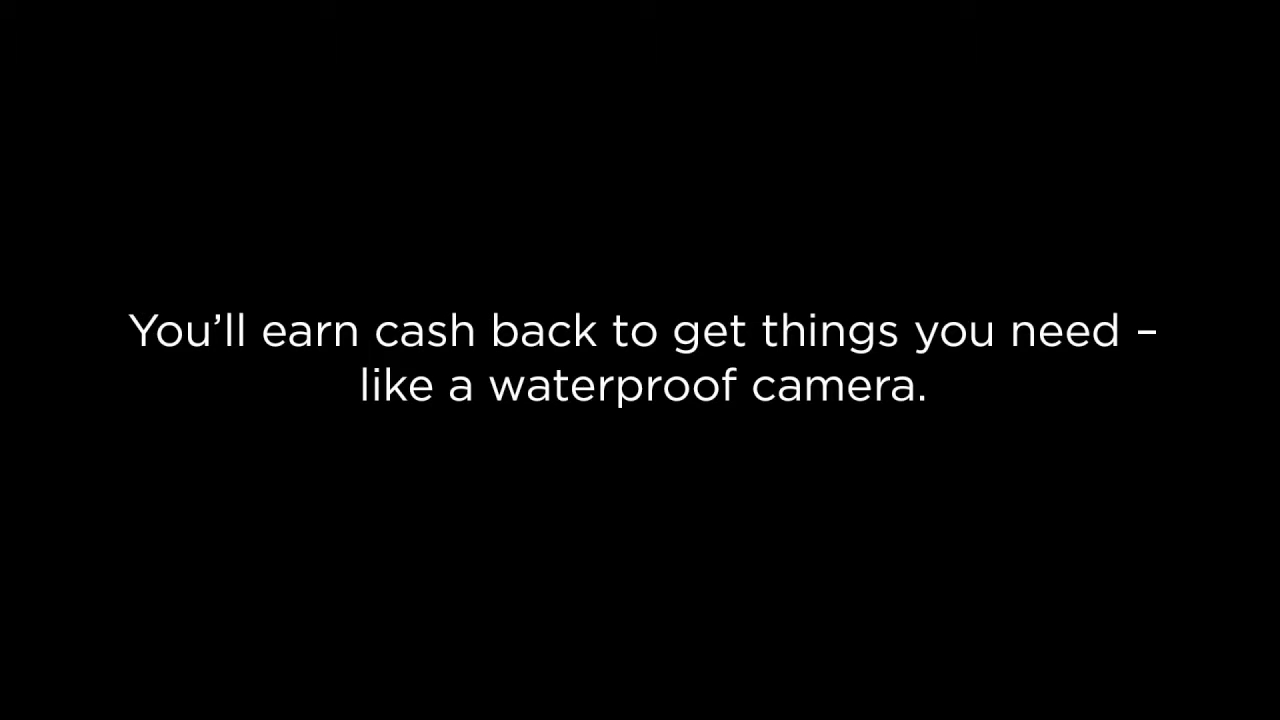 You’ll earn cash back to get things you need –
like a waterproof camera.